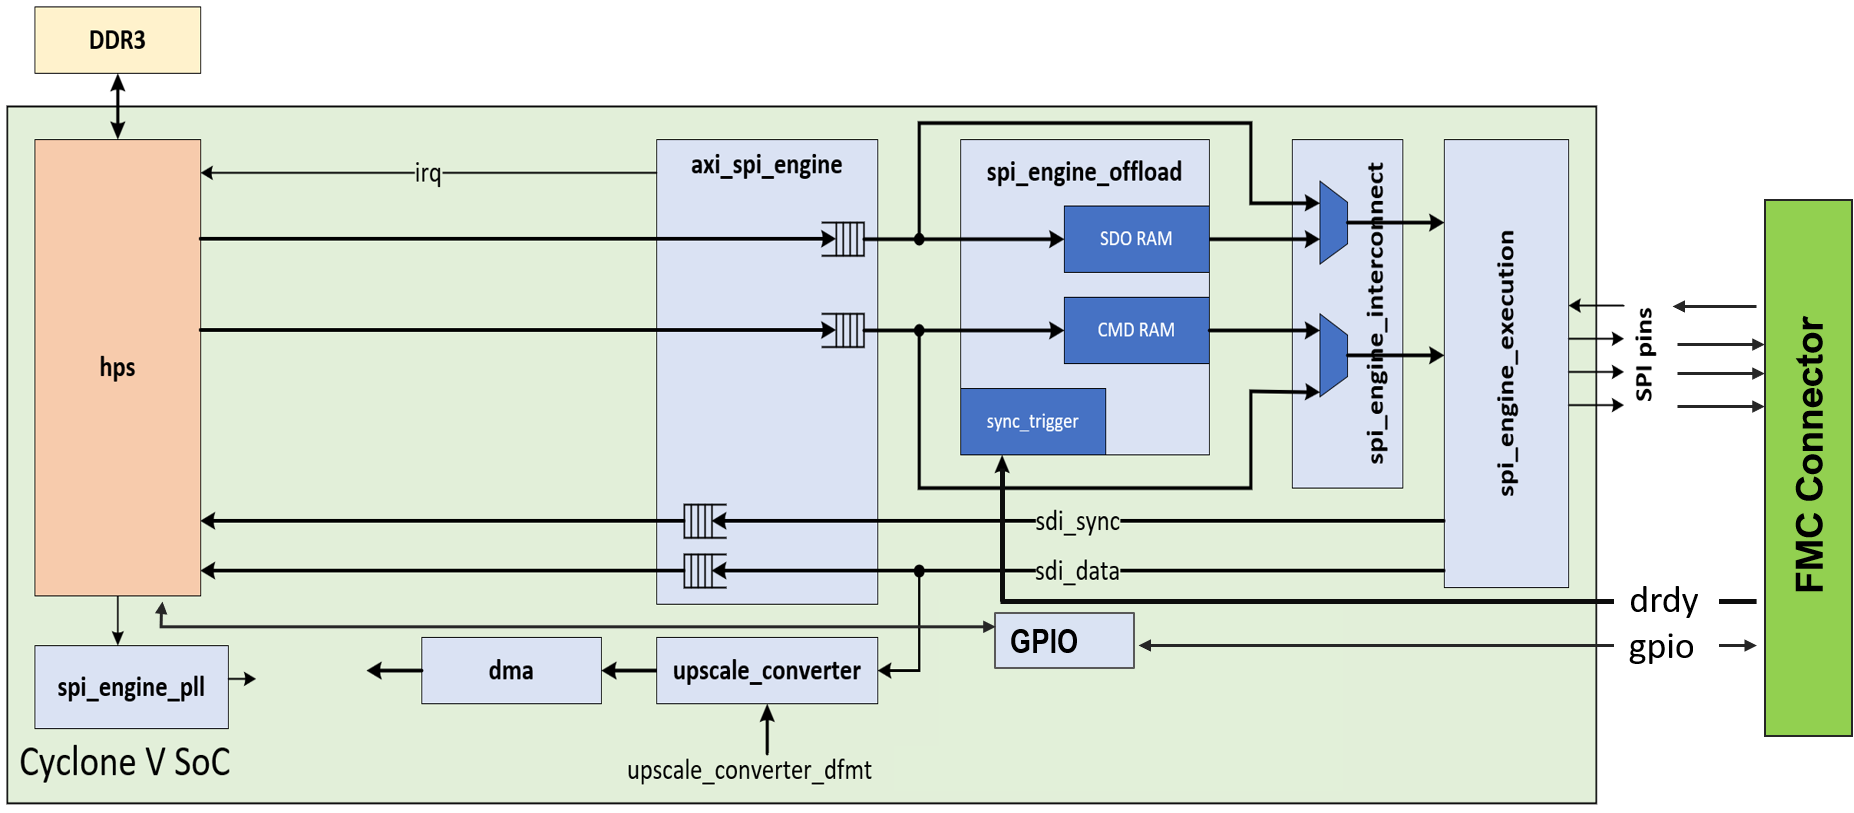 DDR3
irq
axi_spi_engine
spi_engine_offload
SDO RAM
CMD RAM
sync_trigger
spi_engine_interconnect
spi_engine_execution
SPI pins
FMC Connector
hps
sdi_sync
sdi_data
drdy
GPIO
gpio
spi_engine_pll
dma
upscale_converter
Cyclone V SoC
upscale_converter_dfmt